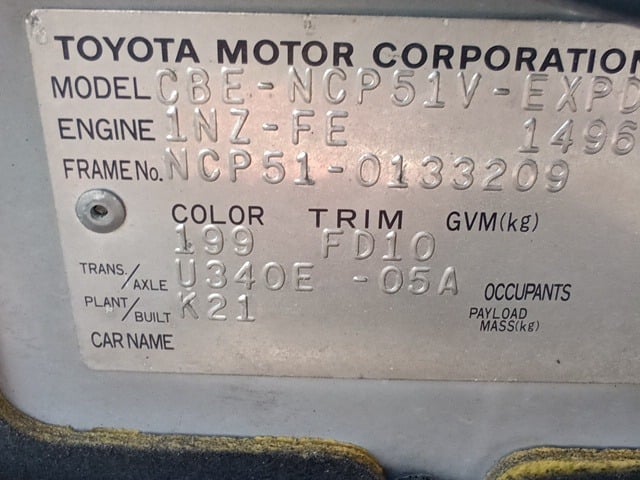 TOYOTA MOTOR CORPORATION
MODEL CBE-NCP51V-EXPD
ENGINE 1NZ-FE 1496
FRAME No. NCP51-0133209
COLOR TRIM GVM(kg)
199 FD10
TRANS./AXLE U340E -05A OCCUPANTS
PLANT/BUILT K21 PAYLOAD MASS(kg)
CAR NAME